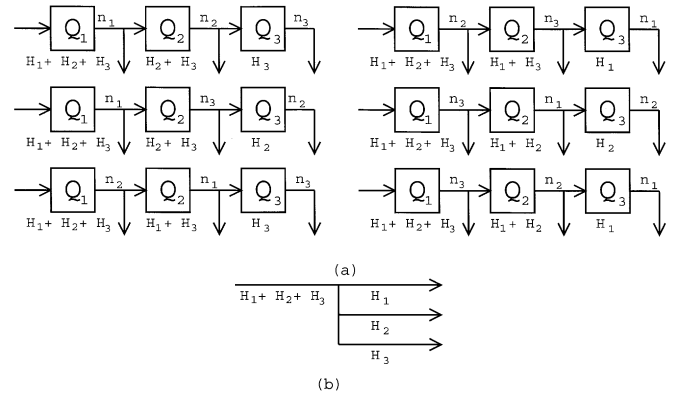 n₁ n₂ n₃
Q₁ Q₂ Q₃
H₁+ H₂+ H₃ H₂+ H₃ H₃
n₂ n₃ n₁
Q₁ Q₂ Q₃
H₁+ H₂+ H₃ H₁+ H₃ H₁
n₁ n₃ n₂
Q₁ Q₂ Q₃
H₁+ H₂+ H₃ H₂+ H₃ H₂
n₃ n₁ n₂
Q₁ Q₂ Q₃
H₁+ H₂+ H₃ H₁+ H₂ H₂
n₂ n₁ n₃
Q₁ Q₂ Q₃
H₁+ H₂+ H₃ H₁+ H₃ H₃
n₃ n₂ n₁
Q₁ Q₂ Q₃
H₁+ H₂+ H₃ H₁+ H₂ H₁
(a)
H₁+ H₂+ H₃ H₁
H₂
H₃
(b)